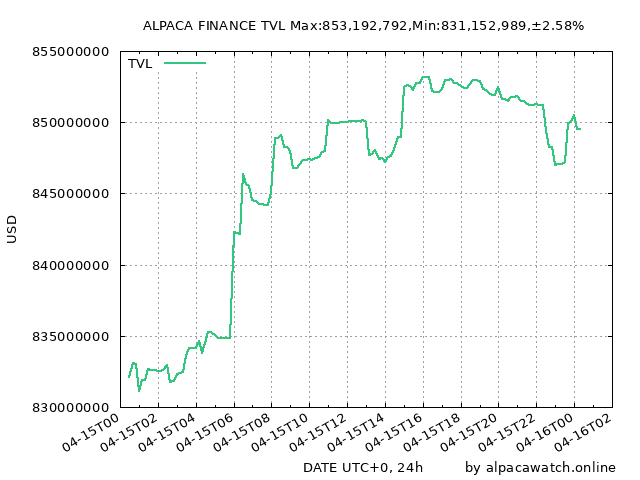 ALPACA FINANCE TVL Max:853,192,792,Min:831,152,989,±2.58%
TVL
855000000
850000000
845000000
840000000
835000000
830000000
USD
04-15T00
04-15T02
04-15T04
04-15T06
04-15T08
04-15T10
04-15T12
04-15T14
04-15T16
04-15T18
04-15T20
04-15T22
04-16T00
04-16T02
DATE UTC+0, 24h
by alpacawatch.online